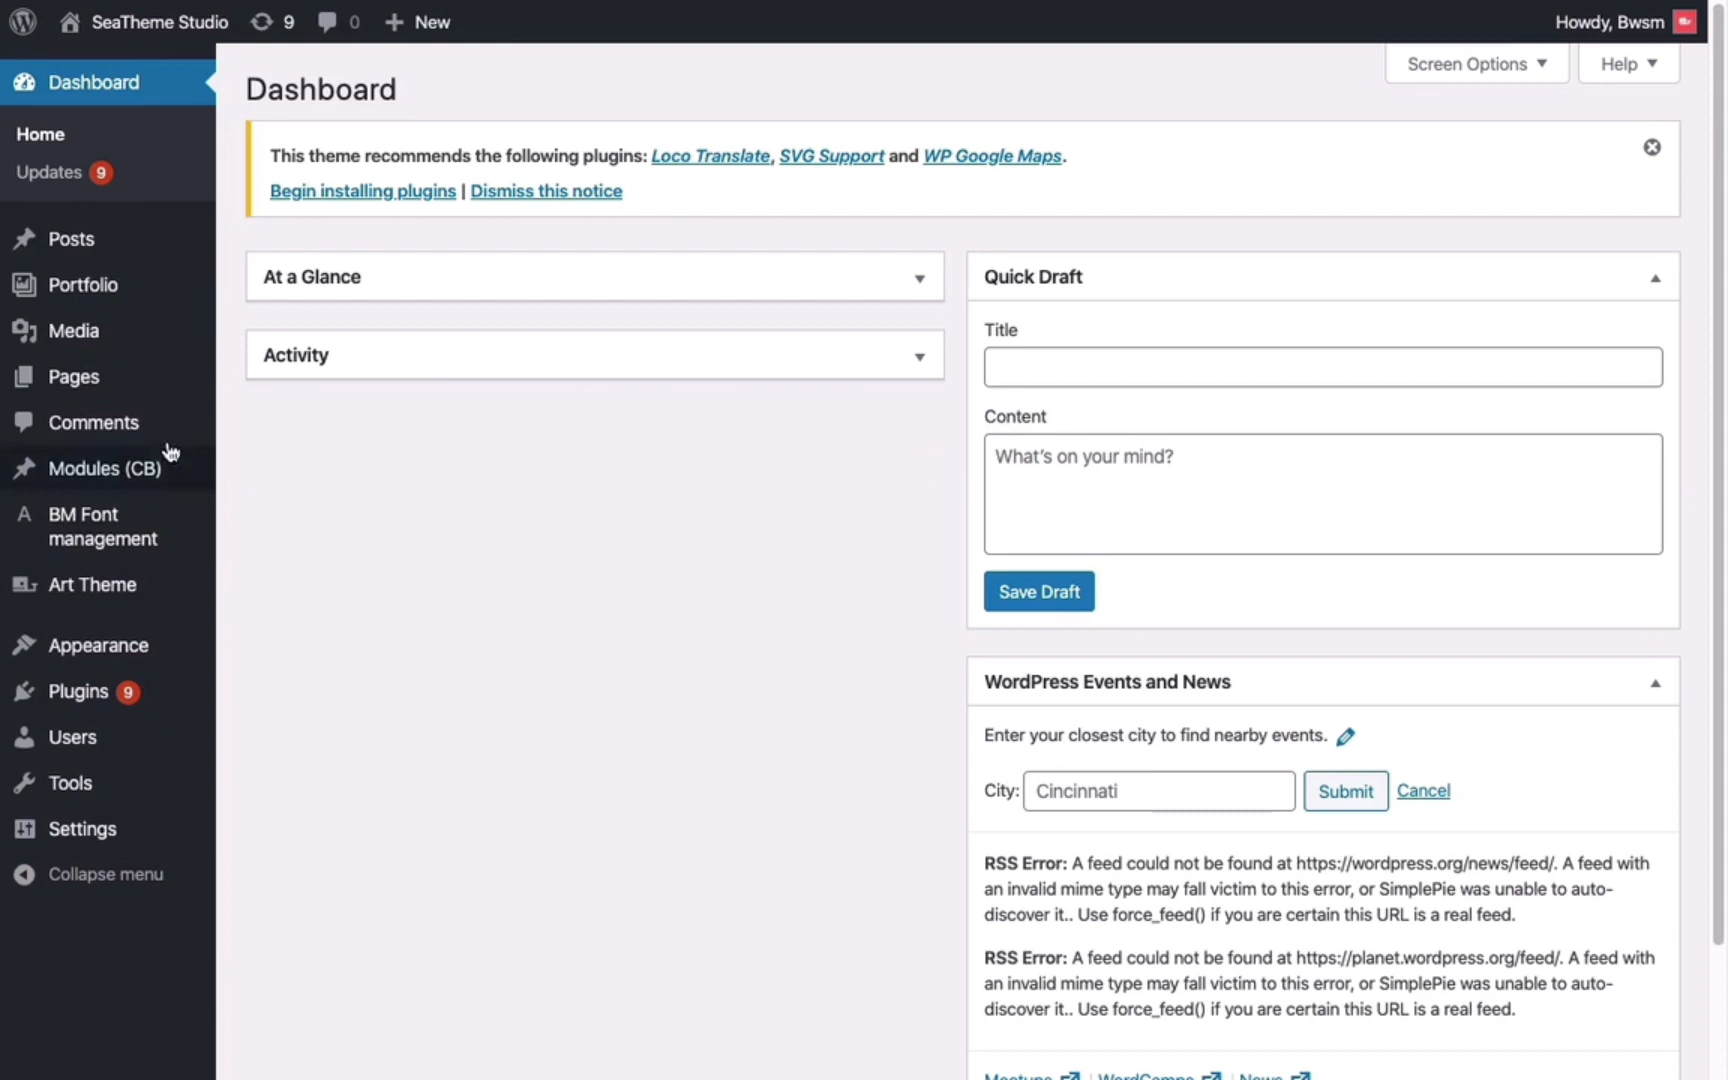 SeaTheme Studio 9 0 New Howdy, Bwsm
Dashboard
Home
Updates 9
Posts
Portfolio
Media
Pages
Comments
Modules (CB)
BM Font
management
Art Theme
Appearance
Plugins 9
Users
Tools
Settings
Collapse menu
Screen Options Help
Dashboard
This theme recommends the following plugins: Loco Translate, SVG Support and WP Google Maps.
Begin installing plugins | Dismiss this notice
At a Glance
Activity
Quick Draft
Title
Content
What's on your mind?
Save Draft
WordPress Events and News
Enter your closest city to find nearby events.
City: Cincinnati Submit Cancel
RSS Error: A feed could not be found at https://wordpress.org/news/feed/. A feed with
an invalid mime type may fall victim to this error, or SimplePie was unable to auto-
discover it.. Use force_feed() if you are certain this URL is a real feed.
RSS Error: A feed could not be found at https://planet.wordpress.org/feed/. A feed with
an invalid mime type may fall victim to this error, or SimplePie was unable to auto-
discover it.. Use force_feed() if you are certain this URL is a real feed.
Meetups | WordCamps | News